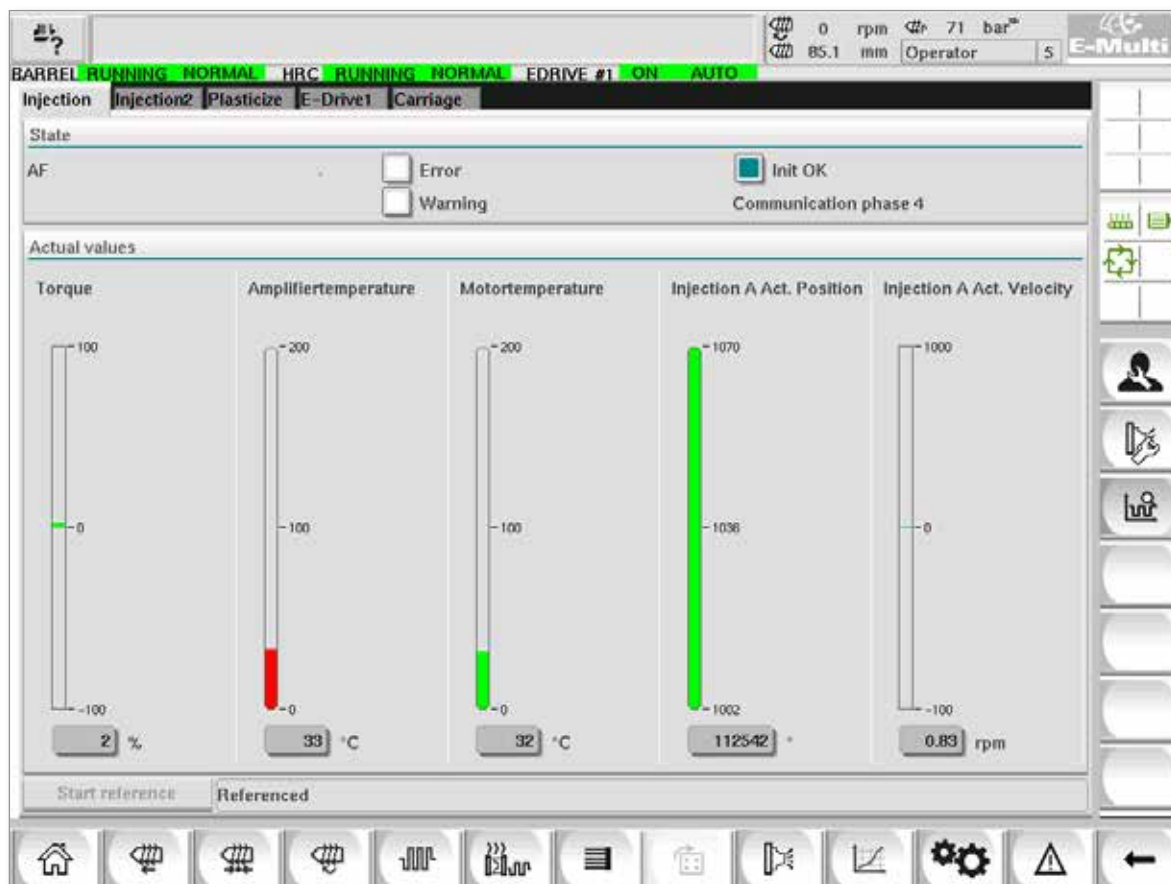 ?
0 rpm 71 bar
85.1 mm Operator 5
E-Multi
BARREL RUNNING NORMAL HRC RUNNING NORMAL EDRIVE #1 ON AUTO
Injection Injection2 Plasticize E-Drive1 Carriage
State
AF Error Init OK
Warning Communication phase 4
Actual values
Torque Amplifiertemperature Motortemperature Injection A Act. Position Injection A Act. Velocity
100 200 200 1070 1000
0 100 100 1036 0
-100 0 0 1002 -100
2 % 33 °C 32 °C 112542 ° 0.83 rpm
Start reference Referenced